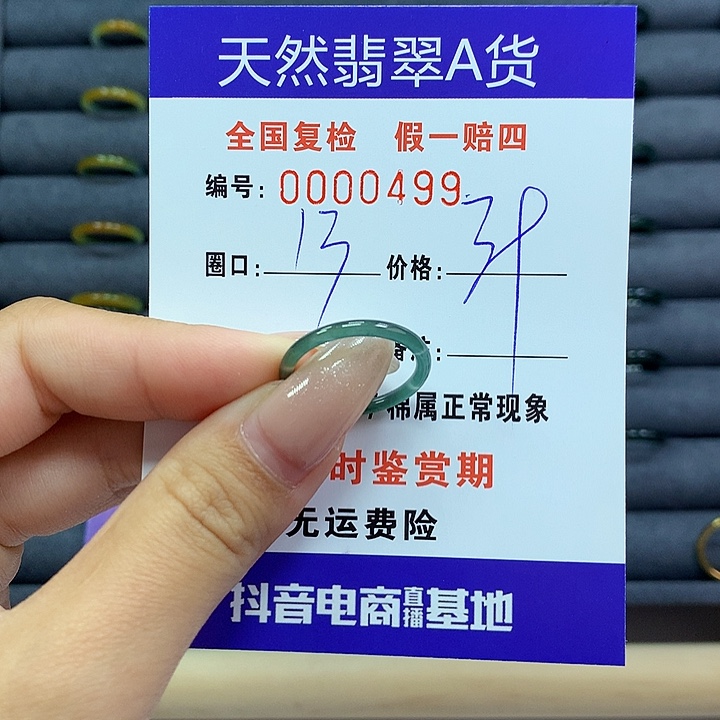 天然翡翠A货
全国复检 假一赔四
编号: 0000499
圈口: 13 价格:
棉属正常现象
时鉴赏期
无运费险
抖音电商直播基地